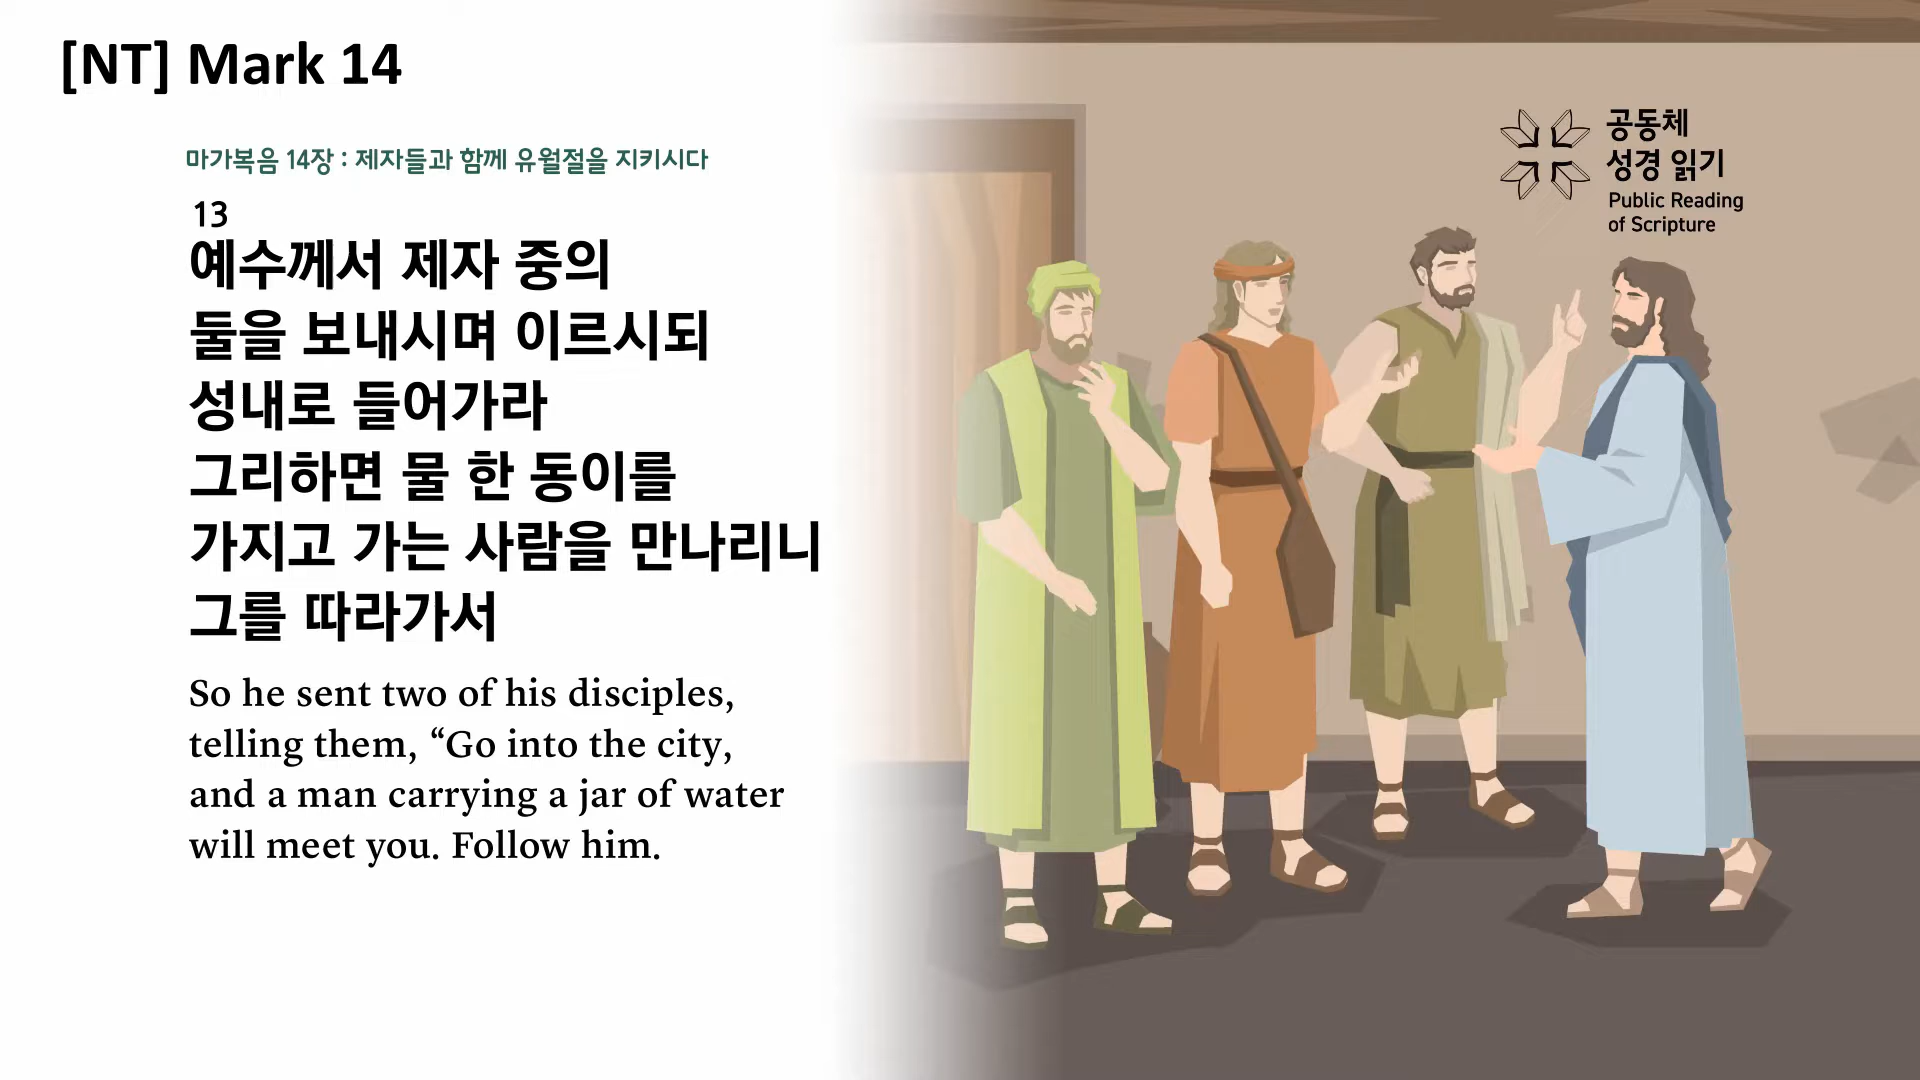 [NT] Mark 14
마가복음 14장 : 제자들과 함께 유월절을 지키시다
13
예수께서 제자 중의
둘을 보내시며 이르시되
성내로 들어가라
그리하면 물 한 동이를
가지고 가는 사람을 만나리니
그를 따라가서
So he sent two of his disciples,
telling them, “Go into the city,
and a man carrying a jar of water
will meet you. Follow him.
공동체
성경 읽기
Public Reading
of Scripture